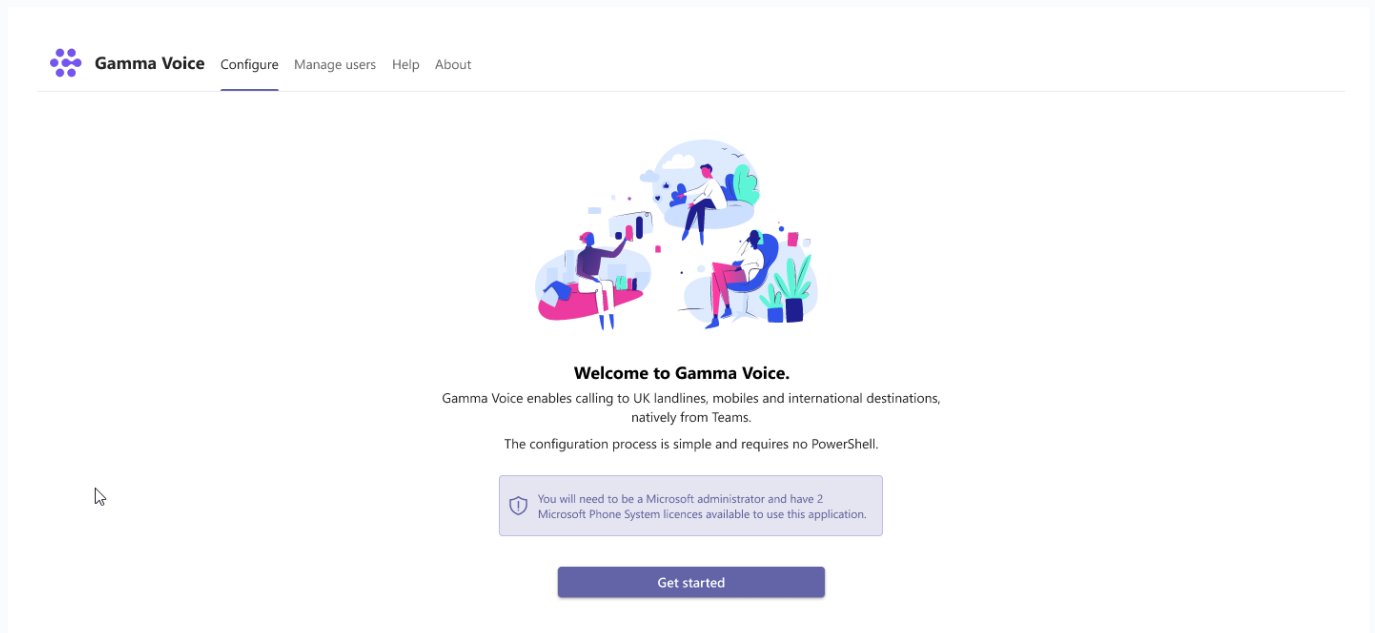 Gamma Voice Configure Manage users Help About
Welcome to Gamma Voice.
Gamma Voice enables calling to UK landlines, mobiles and international destinations,
natively from Teams.
The configuration process is simple and requires no PowerShell.
You will need to be a Microsoft administrator and have 2
Microsoft Phone System licences available to use this application.
Get started